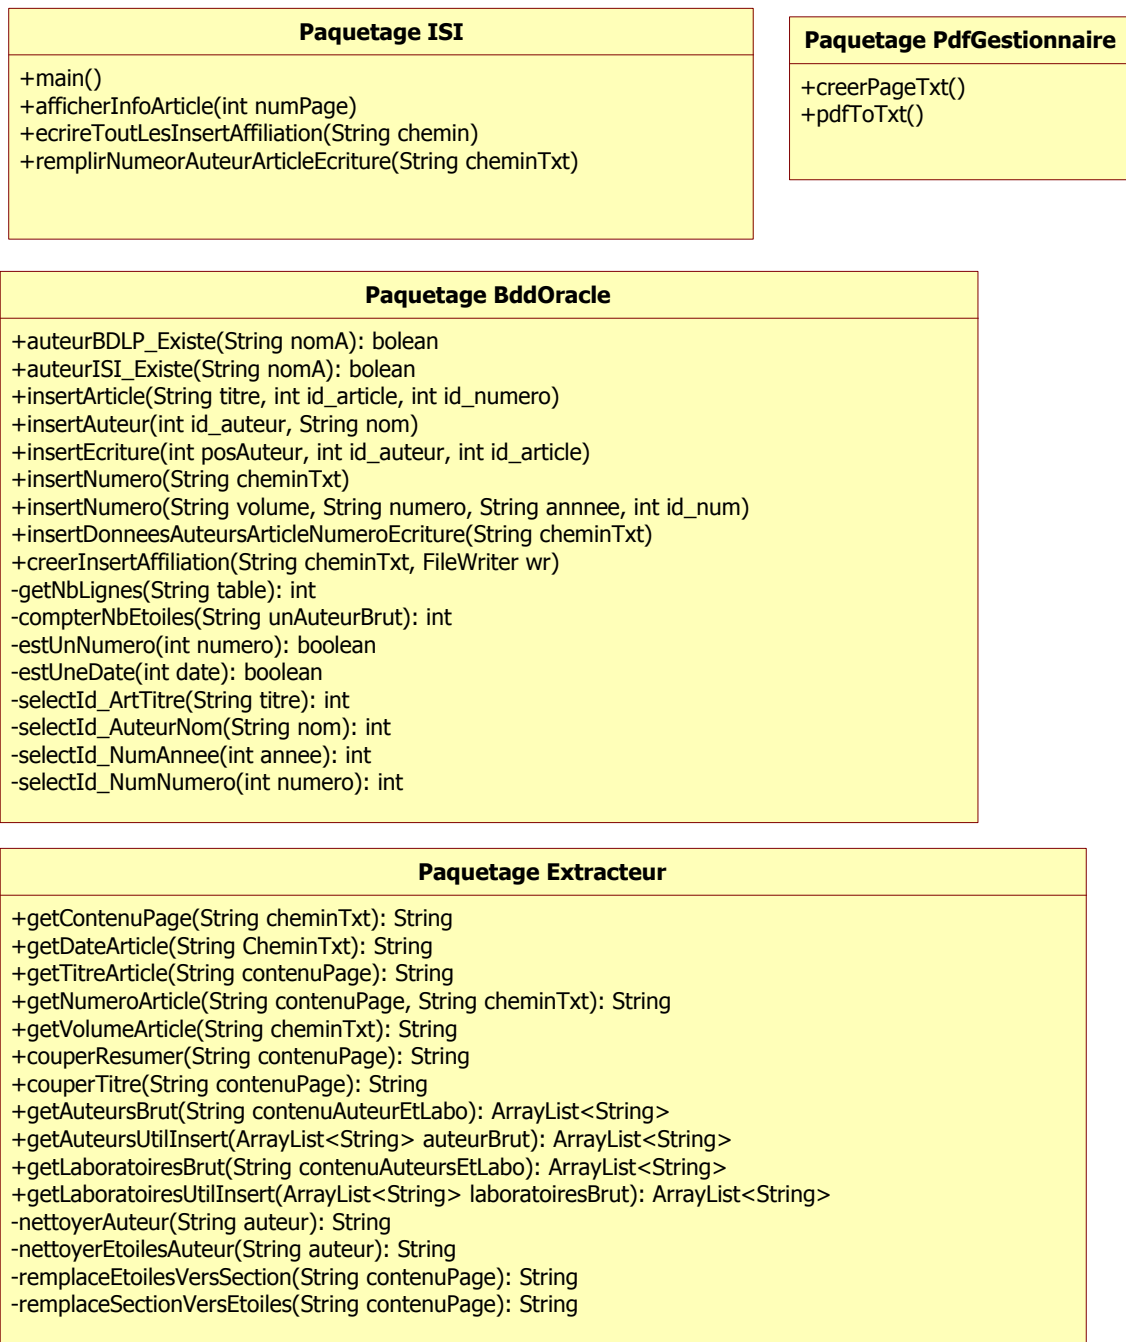 Paquetage ISI
+main()
+afficherInfoArticle(int numPage)
+ecrireToutLesInsertAffiliation(String chemin)
+remplirNumeorAuteurArticleEcriture(String cheminTxt)
Paquetage PdfGestionnaire
+creerPageTxt()
+pdfToTxt()
Paquetage BddOracle
+auteurBDLP_Existe(String nomA): bolean
+auteurISI_Existe(String nomA): bolean
+insertArticle(String titre, int id_article, int id_numero)
+insertAuteur(int id_auteur, String nom)
+insertEcriture(int posAuteur, int id_auteur, int id_article)
+insertNumero(String cheminTxt)
+insertNumero(String volume, String numero, String annnee, int id_num)
+insertDonneesAuteursArticleNumeroEcriture(String cheminTxt)
+creerInsertAffiliation(String cheminTxt, FileWriter wr)
-getNbLignes(String table): int
-compterNbEtoiles(String unAuteurBrut): int
-estUnNumero(int numero): boolean
-estUneDate(int date): boolean
-selectId_ArtTitre(String titre): int
-selectId_AuteurNom(String nom): int
-selectId_NumAnnee(int annee): int
-selectId_NumNumero(int numero): int
Paquetage Extracteur
+getContenuPage(String cheminTxt): String
+getDateArticle(String CheminTxt): String
+getTitreArticle(String contenuPage): String
+getNumeroArticle(String contenuPage, String cheminTxt): String
+getVolumeArticle(String cheminTxt): String
+couperResumer(String contenuPage): String
+couperTitre(String contenuPage): String
+getAuteursBrut(String contenuAuteurEtLabo): ArrayList<String>
+getAuteursUtilInsert(ArrayList<String> auteurBrut): ArrayList<String>
+getLaboratoiresBrut(String contenuAuteursEtLabo): ArrayList<String>
+getLaboratoiresUtilInsert(ArrayList<String> laboratoiresBrut): ArrayList<String>
-nettoyerAuteur(String auteur): String
-nettoyerEtoilesAuteur(String auteur): String
-remplaceEtoilesVersSection(String contenuPage): String
-remplaceSectionVersEtoiles(String contenuPage): String